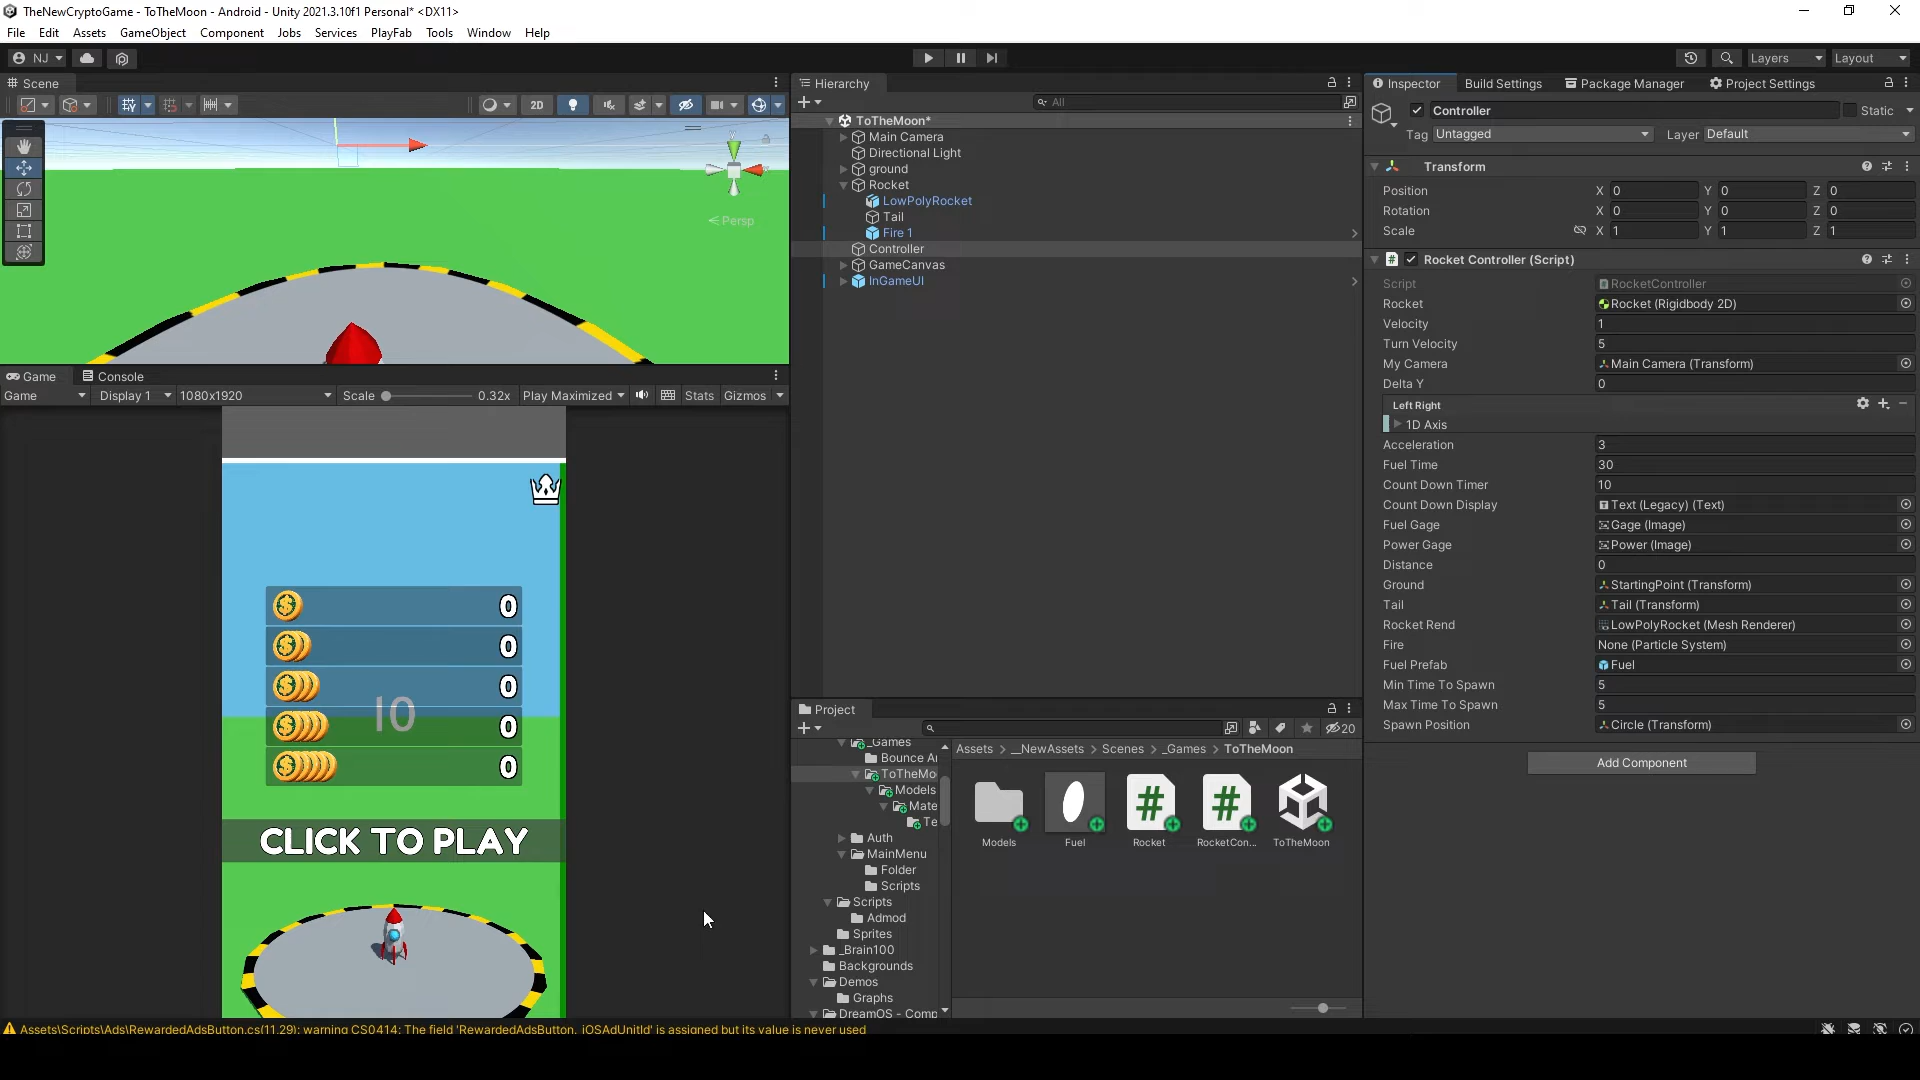 TheNewCryptoGame - ToTheMoon - Android - Unity 2021.3.10f1 Personal* <DX11>
File Edit Assets GameObject Component Jobs Services PlayFab Tools Window Help
NJ
Layers
Layout
Scene
2D
Persp
Game
Console
Game
Display 1
1080x1920
Scale
0.32x
Play Maximized
Stats
Gizmos
0
0
0
10
0
0
CLICK TO PLAY
Hierarchy
All
ToTheMoon*
Main Camera
Directional Light
ground
Rocket
LowPolyRocket
Tail
Fire 1
Controller
GameCanvas
InGameUI
Project
20
_Games
Bounce Ar
ToTheMo
Models
Mate
Te
Auth
MainMenu
Folder
Scripts
Scripts
Admod
Sprites
_Brain100
Backgrounds
Demos
Graphs
DreamOS - Comp
Assets > __NewAssets > Scenes > _Games > ToTheMoon
Models
Fuel
Rocket
RocketCon...
ToTheMoon
Inspector
Build Settings
Package Manager
Project Settings
Controller
Static
Tag Untagged
Layer Default
Transform
Position X 0 Y 0 Z 0
Rotation X 0 Y 0 Z 0
Scale X 1 Y 1 Z 1
Rocket Controller (Script)
Script RocketController
Rocket Rocket (Rigidbody 2D)
Velocity 1
Turn Velocity 5
My Camera Main Camera (Transform)
Delta Y 0
Left Right
1D Axis
Acceleration 3
Fuel Time 30
Count Down Timer 10
Count Down Display Text (Legacy) (Text)
Fuel Gage Gage (Image)
Power Gage Power (Image)
Distance 0
Ground StartingPoint (Transform)
Tail Tail (Transform)
Rocket Rend LowPolyRocket (Mesh Renderer)
Fire None (Particle System)
Fuel Prefab Fuel
Min Time To Spawn 5
Max Time To Spawn 5
Spawn Position Circle (Transform)
Add Component
Assets\Scripts\Ads\RewardedAdsButton.cs(11,29): warning CS0414: The field 'RewardedAdsButton._iOSAdUnitId' is assigned but its value is never used